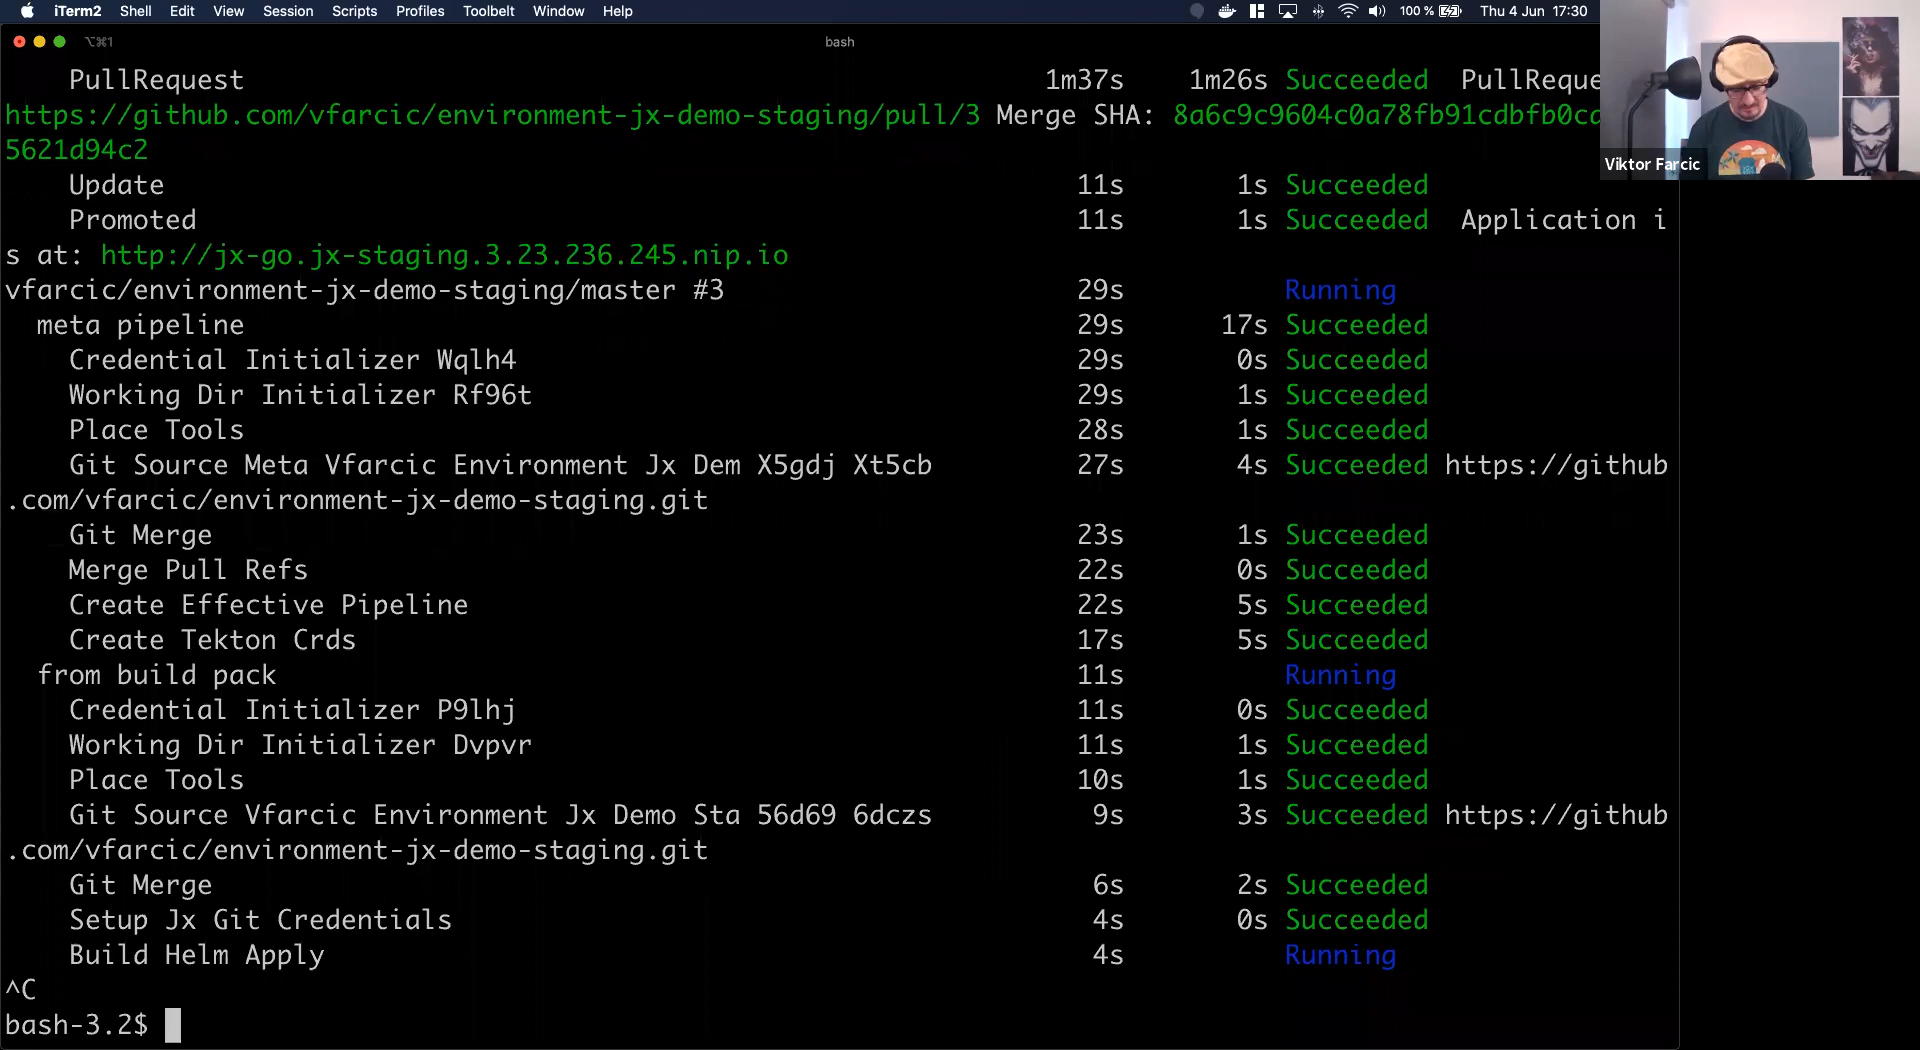 iTerm2 Shell Edit View Session Scripts Profiles Toolbelt Window Help 100 % Thu 4 Jun 17:30
⌥⌘1 bash
PullRequest 1m37s 1m26s Succeeded PullReque
https://github.com/vfarcic/environment-jx-demo-staging/pull/3 Merge SHA: 8a6c9c9604c0a78fb91cdbfb0ca
5621d94c2
Viktor Farcic
Update 11s 1s Succeeded
Promoted 11s 1s Succeeded Application i
s at: http://jx-go.jx-staging.3.23.236.245.nip.io
vfarcic/environment-jx-demo-staging/master #3 29s Running
meta pipeline 29s 17s Succeeded
Credential Initializer Wqlh4 29s 0s Succeeded
Working Dir Initializer Rf96t 29s 1s Succeeded
Place Tools 28s 1s Succeeded
Git Source Meta Vfarcic Environment Jx Dem X5gdj Xt5cb 27s 4s Succeeded https://github
.com/vfarcic/environment-jx-demo-staging.git
Git Merge 23s 1s Succeeded
Merge Pull Refs 22s 0s Succeeded
Create Effective Pipeline 22s 5s Succeeded
Create Tekton Crds 17s 5s Succeeded
from build pack 11s Running
Credential Initializer P9lhj 11s 0s Succeeded
Working Dir Initializer Dvpvr 11s 1s Succeeded
Place Tools 10s 1s Succeeded
Git Source Vfarcic Environment Jx Demo Sta 56d69 6dczs 9s 3s Succeeded https://github
.com/vfarcic/environment-jx-demo-staging.git
Git Merge 6s 2s Succeeded
Setup Jx Git Credentials 4s 0s Succeeded
Build Helm Apply 4s Running
^C
bash-3.2$